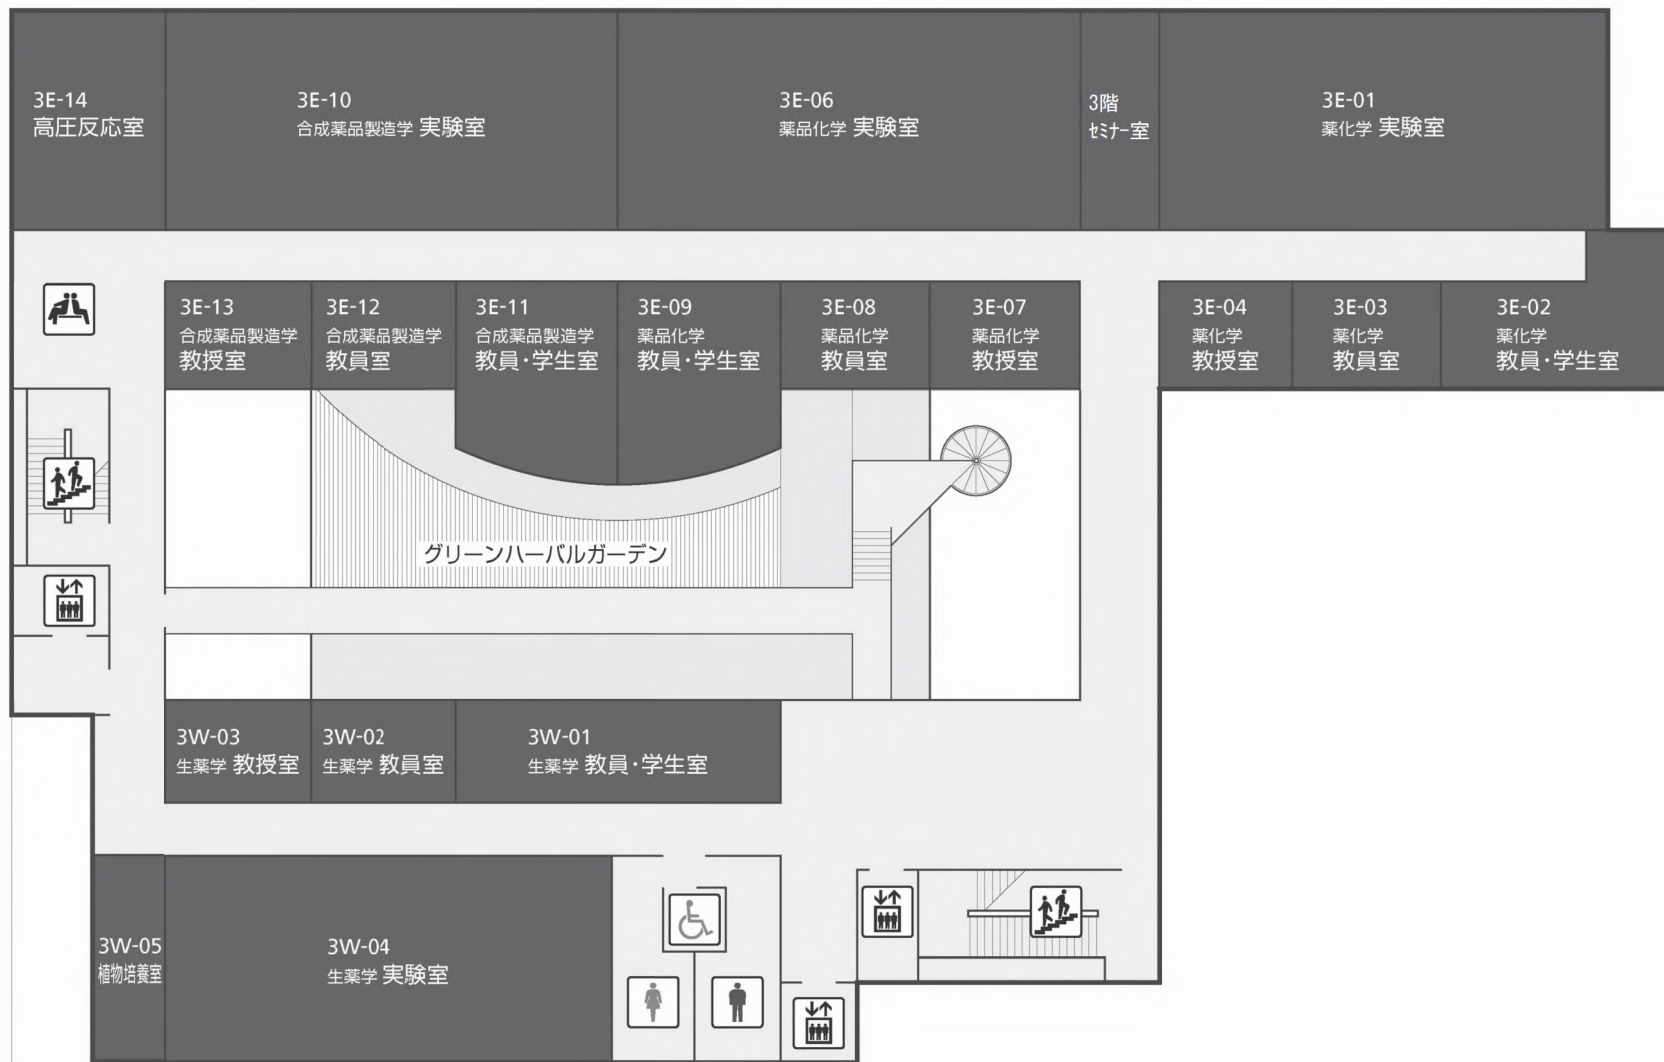 3E-14
高圧反応室
3E-10
合成薬品製造学 実験室
3E-06
薬品化学 実験室
3階
セミナー室
3E-01
薬化学 実験室
3E-13
合成薬品製造学
教授室
3E-12
合成薬品製造学
教員室
3E-11
合成薬品製造学
教員・学生室
3E-09
薬品化学
教員・学生室
3E-08
薬品化学
教員室
3E-07
薬品化学
教授室
3E-04
薬化学
教授室
3E-03
薬化学
教員室
3E-02
薬化学
教員・学生室
グリーンハーバルガーデン
3W-03
生薬学 教授室
3W-02
生薬学 教員室
3W-01
生薬学 教員・学生室
3W-05
植物培養室
3W-04
生薬学 実験室